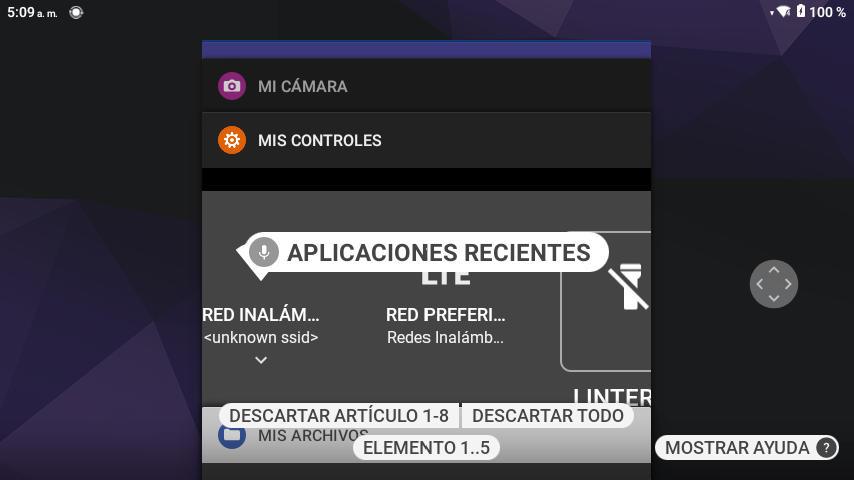 5:09 a. m.
100 %
MI CÁMARA
MIS CONTROLES
APLICACIONES RECIENTES
LTE
RED INALÁM...
<unknown ssid>
RED PREFERI...
Redes Inalámb...
LINTER
DESCARTAR ARTÍCULO 1-8
DESCARTAR TODO
MIS ARCHIVOS
ELEMENTO 1..5
MOSTRAR AYUDA ?